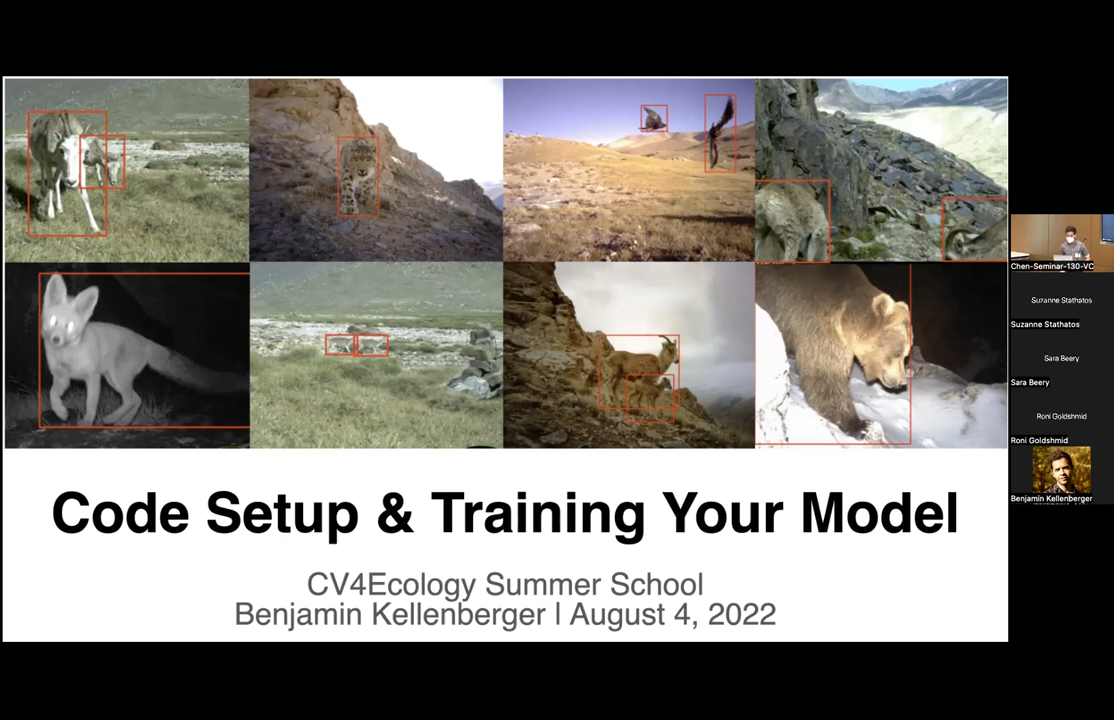 Code Setup & Training Your Model
CV4Ecology Summer School
Benjamin Kellenberger | August 4, 2022
Chen-Seminar-130-VC
Suzanne Stathatos
Suzanne Stathatos
Sara Beery
Sara Beery
Roni Goldshmid
Roni Goldshmid
Benjamin Kellenberger